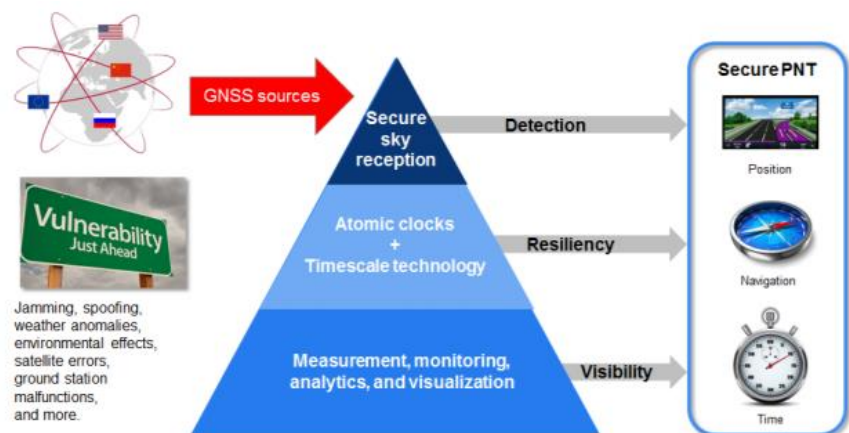 GNSS sources
Secure
sky
reception
Detection
Atomic clocks
+
Timescale technology
Resiliency
Measurement, monitoring,
analytics, and visualization
Visibility
Vulnerability
Just Ahead
Jamming, spoofing,
weather anomalies,
environmental effects,
satellite errors,
ground station
malfunctions,
and more.
Secure PNT
Position
Navigation
Time